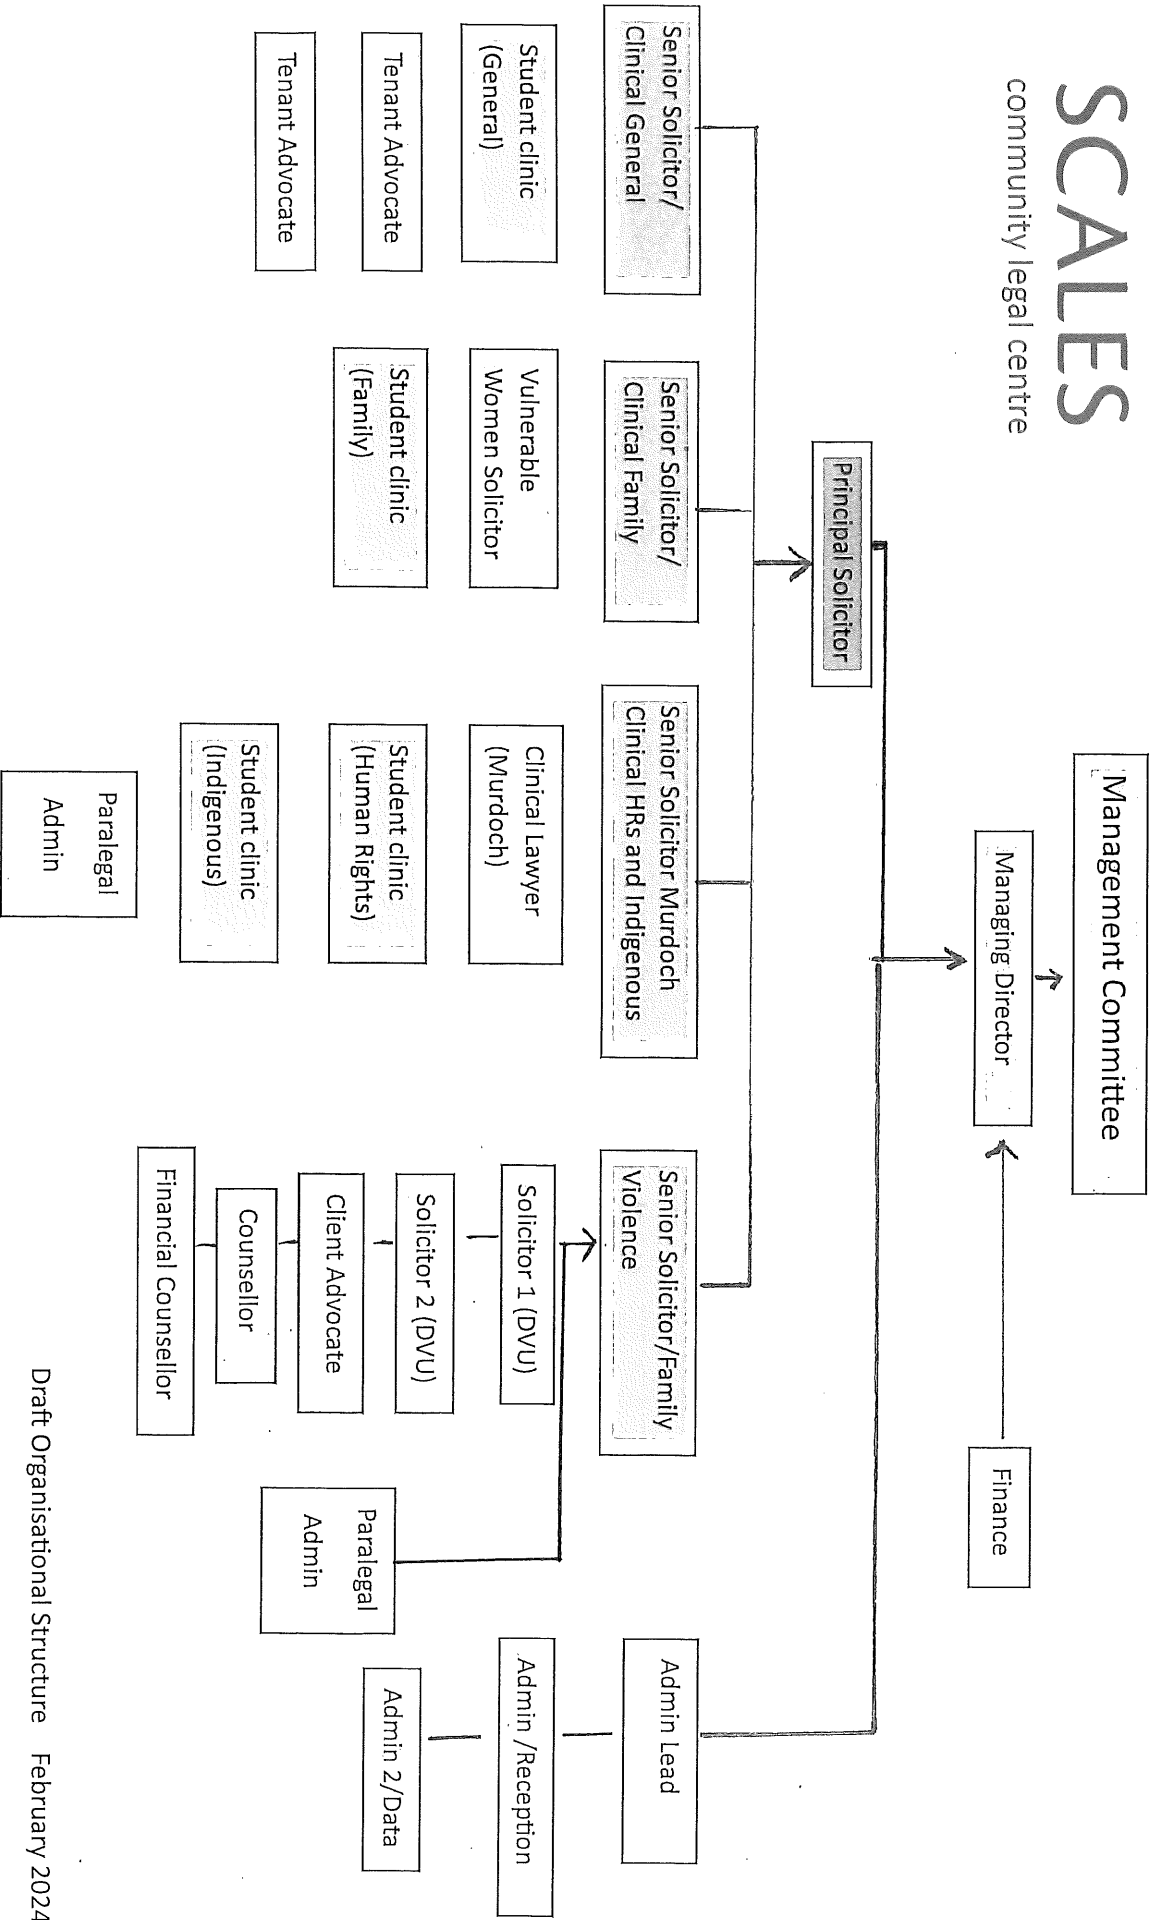 SCALES
community legal centre
Management Committee
Managing Director
Finance
Principal Solicitor
Senior Solicitor/
Clinical General
Student clinic
(General)
Tenant Advocate
Tenant Advocate
Senior Solicitor/
Clinical Family
Vulnerable
Women Solicitor
Student clinic
(Family)
Senior Solicitor Murdoch
Clinical HRs and Indigenous
Clinical Lawyer
(Murdoch)
Student clinic
(Human Rights)
Student clinic
(Indigenous)
Paralegal
Admin
Senior Solicitor/Family
Violence
Solicitor 1 (DVU)
Solicitor 2 (DVU)
Client Advocate
Counsellor
Financial Counsellor
Paralegal
Admin
Admin Lead
Admin /Reception
Admin 2/Data
Draft Organisational Structure February 2024